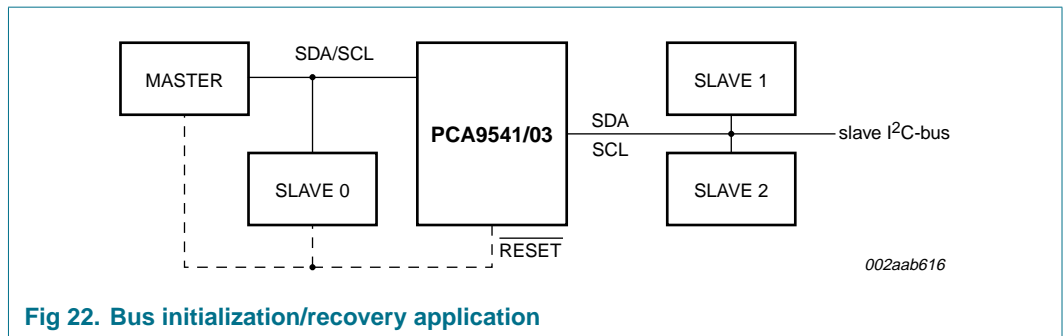 MASTER
SDA/SCL
SLAVE 0
PCA9541/03
RESET
SDA
SCL
SLAVE 1
SLAVE 2
slave I²C-bus
002aab616
Fig 22. Bus initialization/recovery application